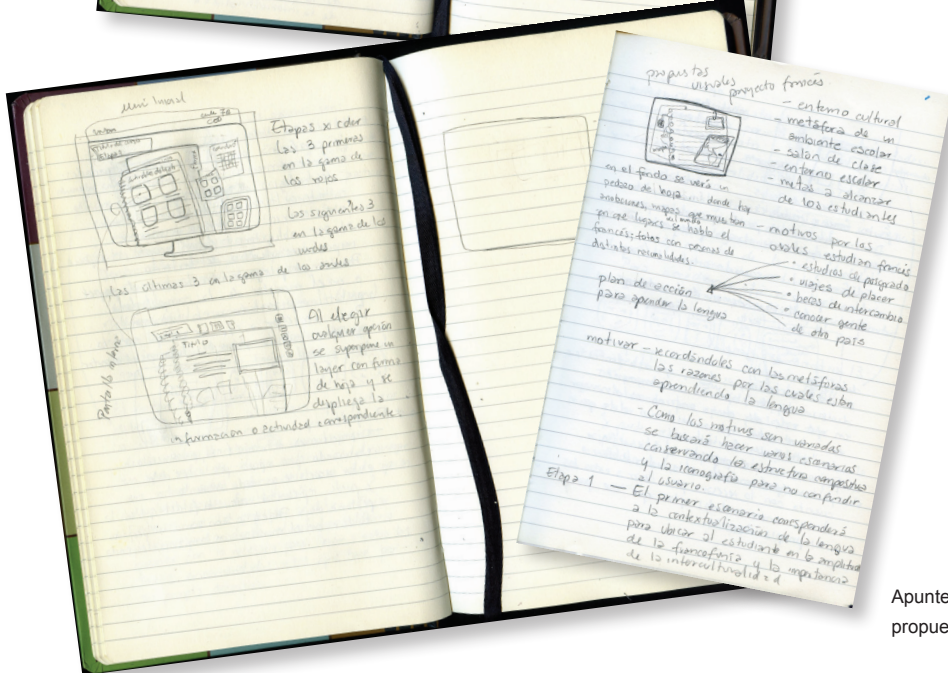 Menú
Etapas x color
Las 3 primeras
en la gama de
los rojos
Los siguientes 3
en la gama de los
verdes
Las últimas 3 en la gama de los
Pantalla
Título
Al elegir
cualquier opción
se superpone un
layer con forma
de hoja y se
despliega la
información o actividad correspondiente.
propuestas
visuales proyecto francés
- entorno cultural
- metáfora de un
ambiente escolar
- salón de clase
- entorno escolar
- metas a alcanzar
de los estudiantes
en el fondo se verá un
pedazo de hoja donde hay
anotaciones, mapas que muestran
en qué lugares se habla el
francés; fotos con personas de
distintas nacionalidades.
- motivos por los
cuales estudian francés
• estudios de posgrado
• viajes de placer
• becas de intercambio
• conocer gente
de otro país
plan de acción
para aprender la lengua
motivar - recordándoles con las metáforas
las razones por las cuales están
aprendiendo la lengua
- Como los motivos son variados
se buscará hacer varios escenarios
conservando la estructura compositiva
y la iconografía para no confundir
al usuario.
Etapa 1 — El primer escenario corresponderá
a la contextualización de la lengua
para ubicar al estudiante en la amplitud
de la francofonía y la importancia
de la interculturalidad
Apunte
propue